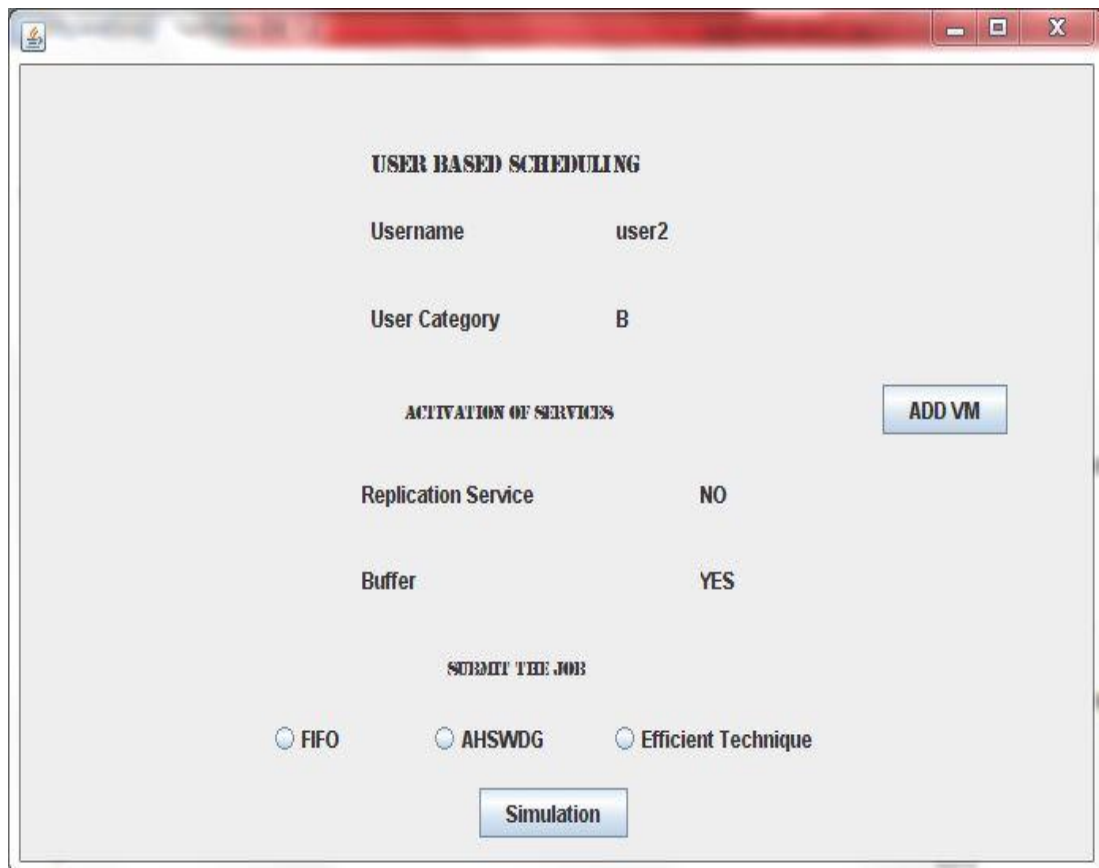 USER BASED SCHEDULING
Username user2
User Category B
ACTIVATION OF SERVICES ADD VM
Replication Service NO
Buffer YES
SUBMIT THE JOB
FIFO AHSWDG Efficient Technique
Simulation